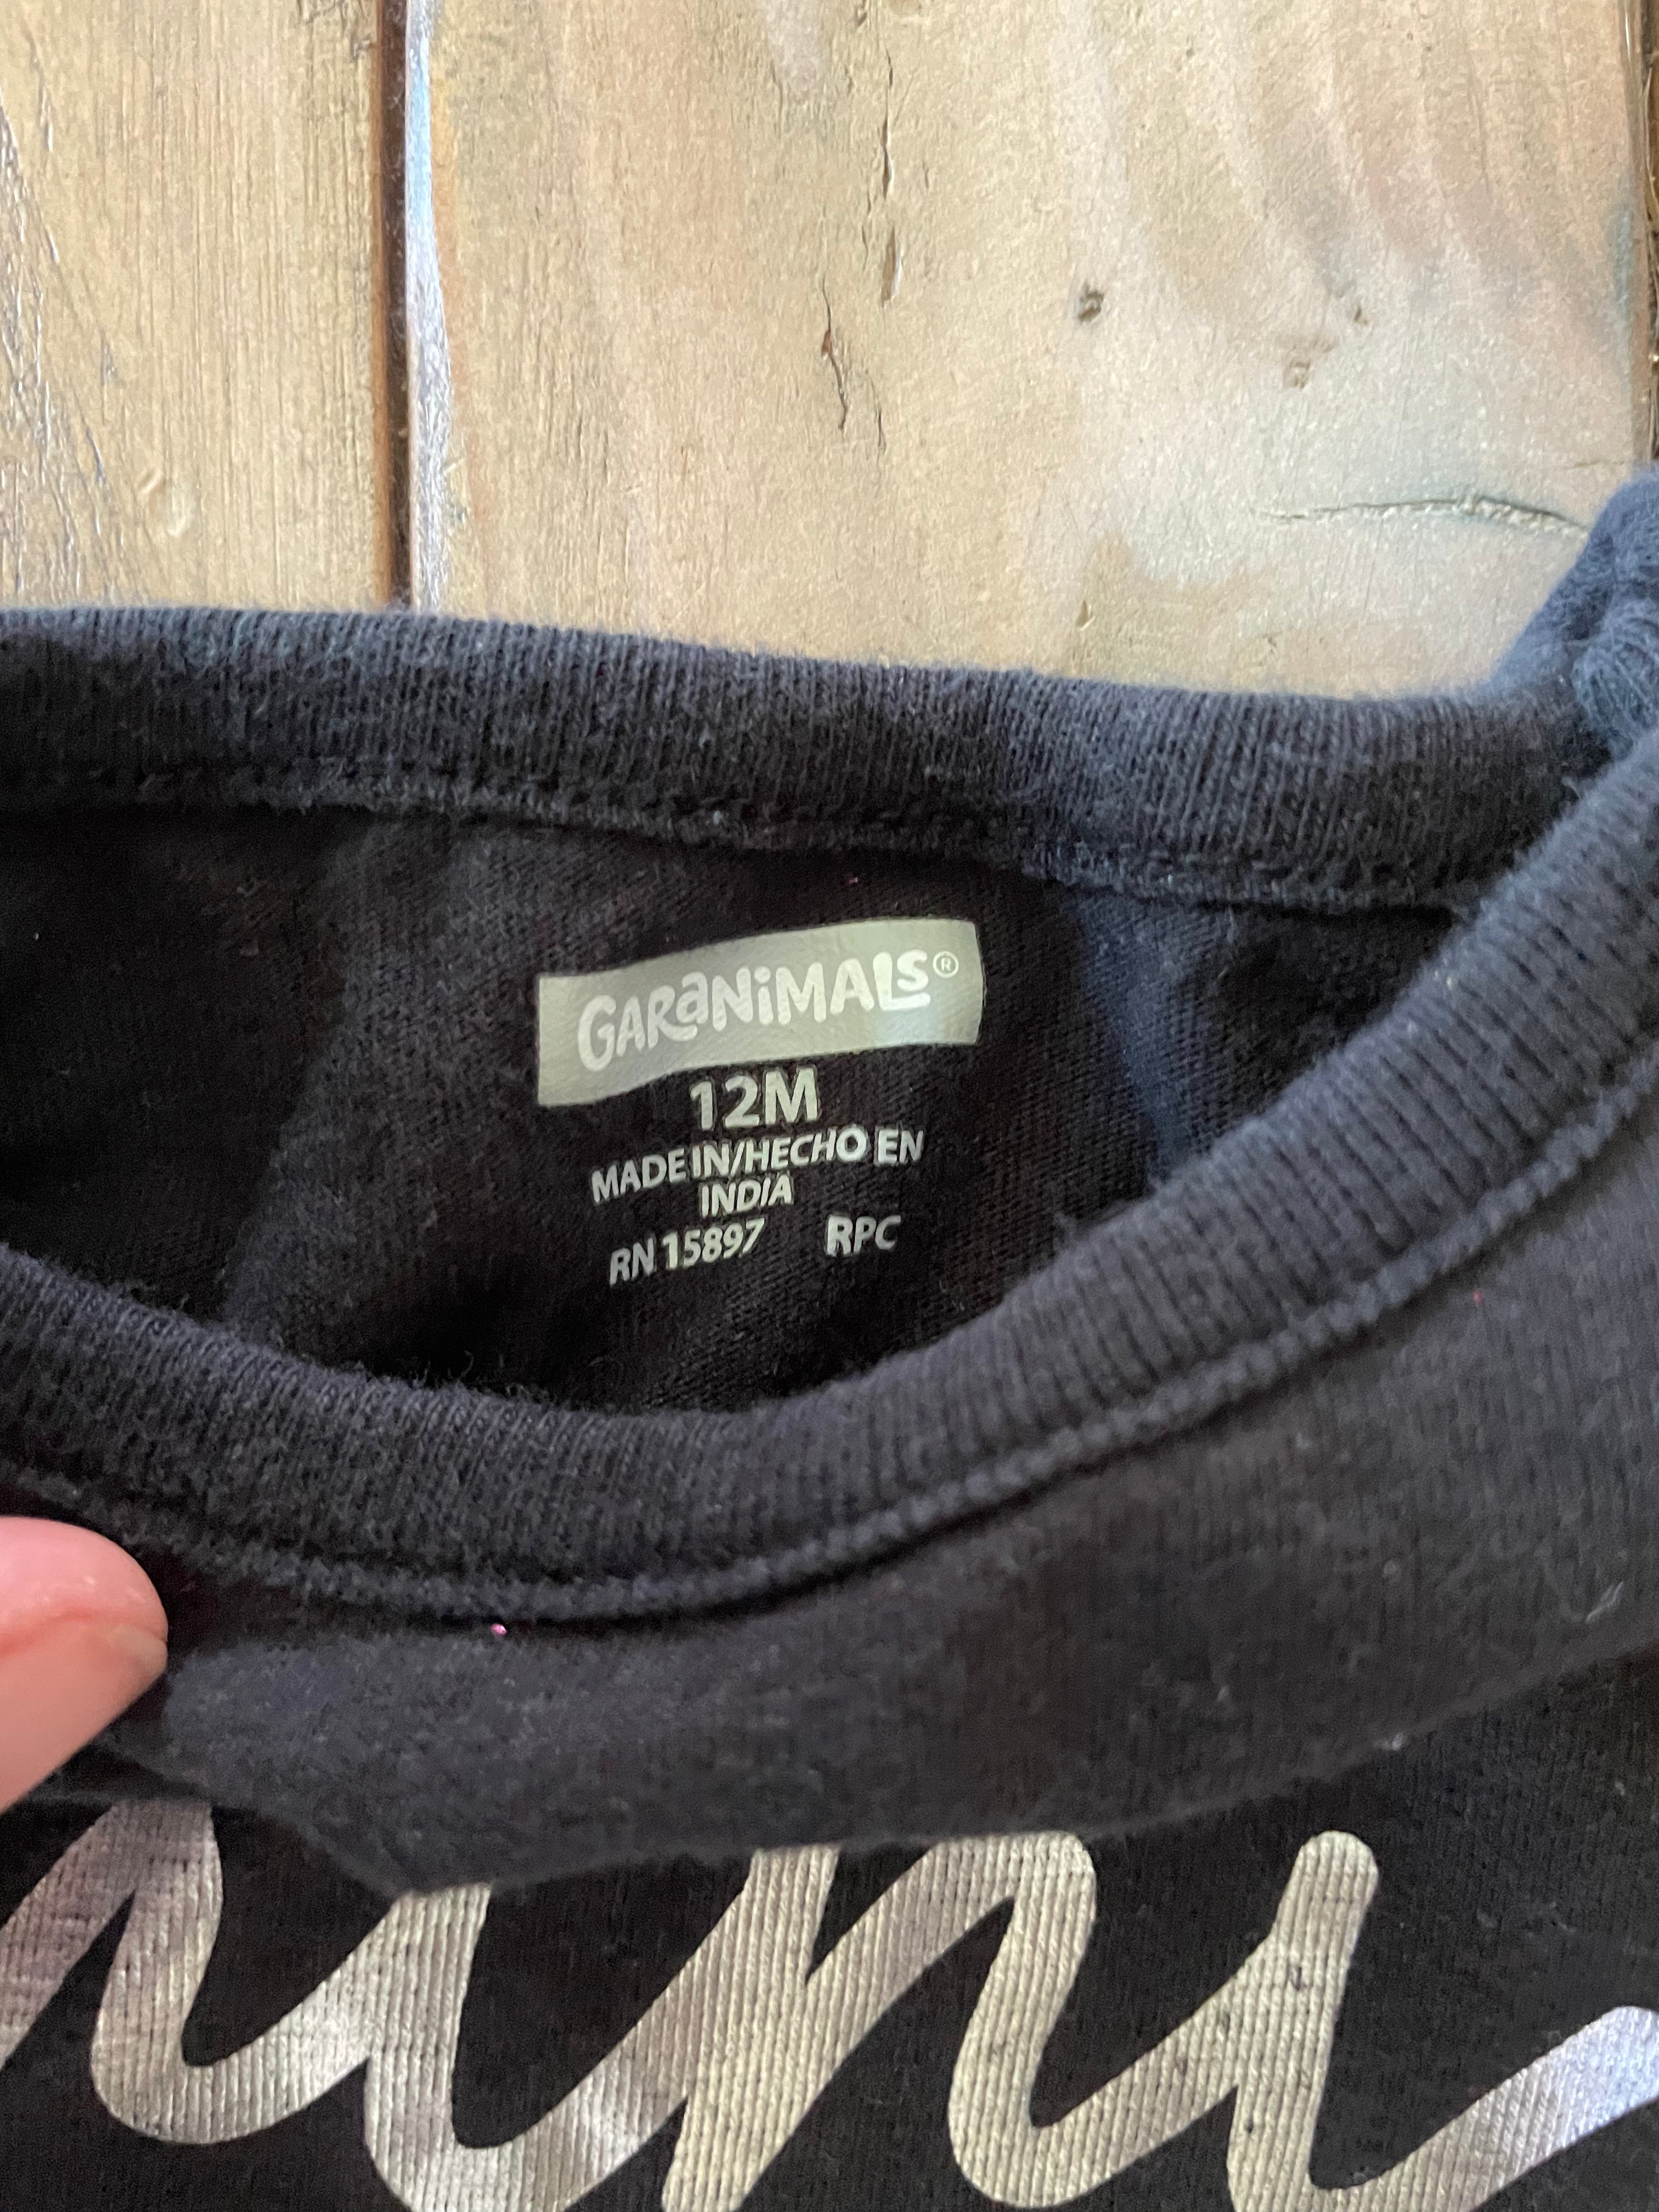 GARANIMALS®
12M
MADE IN/HECHO EN
INDIA
RN 15897 RPC